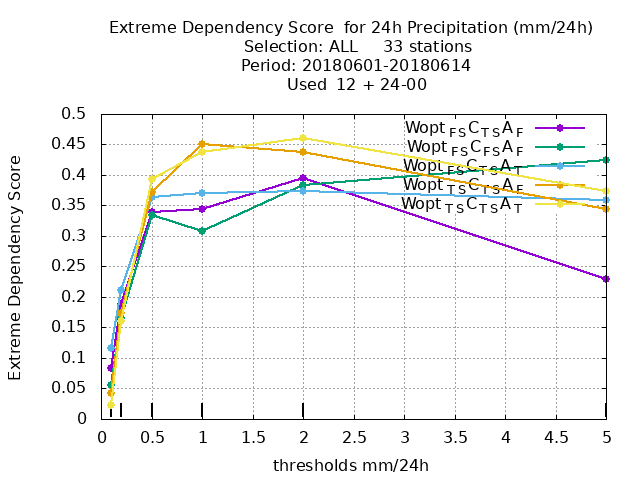 Extreme Dependency Score  for 24h Precipitation (mm/24h)
Selection: ALL     33 stations
Period: 20180601-20180614
Used  12 + 24-00
Extreme Dependency Score
0.5
0.45
0.4
0.35
0.3
0.25
0.2
0.15
0.1
0.05
0
Wopt FS C TS A F
Wopt FS C FS A F
Wopt FS C TS A T
Wopt TS C TS A F
Wopt TS C TS A T
0 0.5 1 1.5 2 2.5 3 3.5 4 4.5 5
thresholds mm/24h